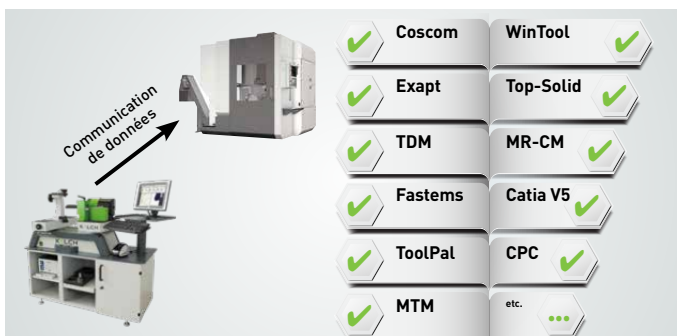 Communication
de données
Coscom
WinTool
Exapt
Top-Solid
TDM
MR-CM
Fastems
Catia V5
ToolPal
CPC
MTM
etc.